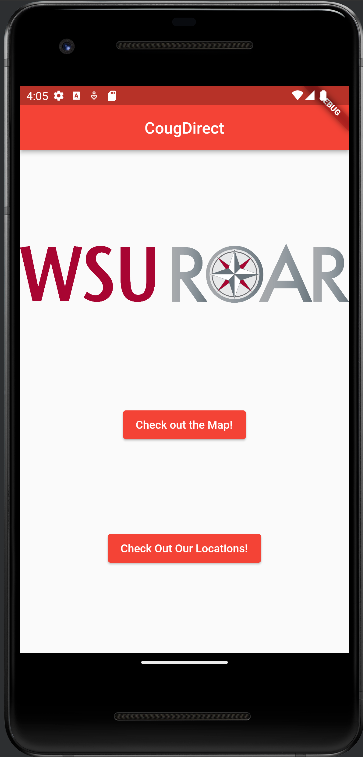 4:05
DEBUG
CougDirect
WSU ROAR
Check out the Map!
Check Out Our Locations!